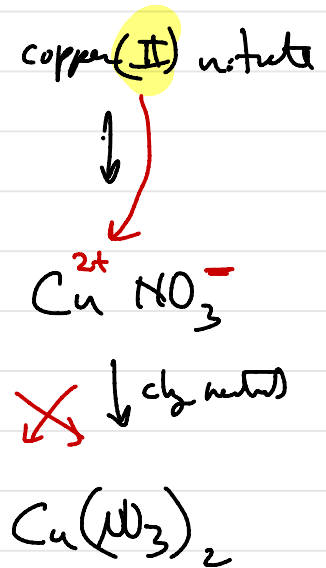 copper(II) nitrate
Cu²⁺ NO₃⁻
chg neutral
Cu(NO₃)₂